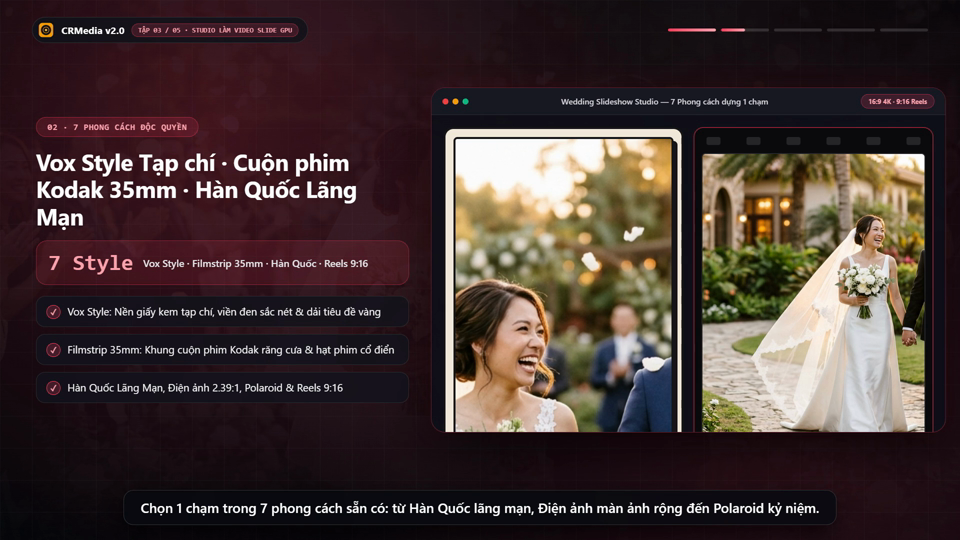 CRMedia v2.0
TẬP 03 / 05 · STUDIO LÀM VIDEO SLIDE GPU
02 · 7 PHONG CÁCH ĐỘC QUYỀN
Vox Style Tạp chí · Cuộn phim
Kodak 35mm · Hàn Quốc Lãng
Mạn
7 Style Vox Style · Filmstrip 35mm · Hàn Quốc · Reels 9:16
Vox Style: Nền giấy kem tạp chí, viền đen sắc nét & dải tiêu đề vàng
Filmstrip 35mm: Khung cuộn phim Kodak răng cưa & hạt phim cổ điển
Hàn Quốc Lãng Mạn, Điện ảnh 2.39:1, Polaroid & Reels 9:16
Wedding Slideshow Studio — 7 Phong cách dựng 1 chạm
16:9 4K · 9:16 Reels
Chọn 1 chạm trong 7 phong cách sẵn có: từ Hàn Quốc lãng mạn, Điện ảnh màn ảnh rộng đến Polaroid kỷ niệm.